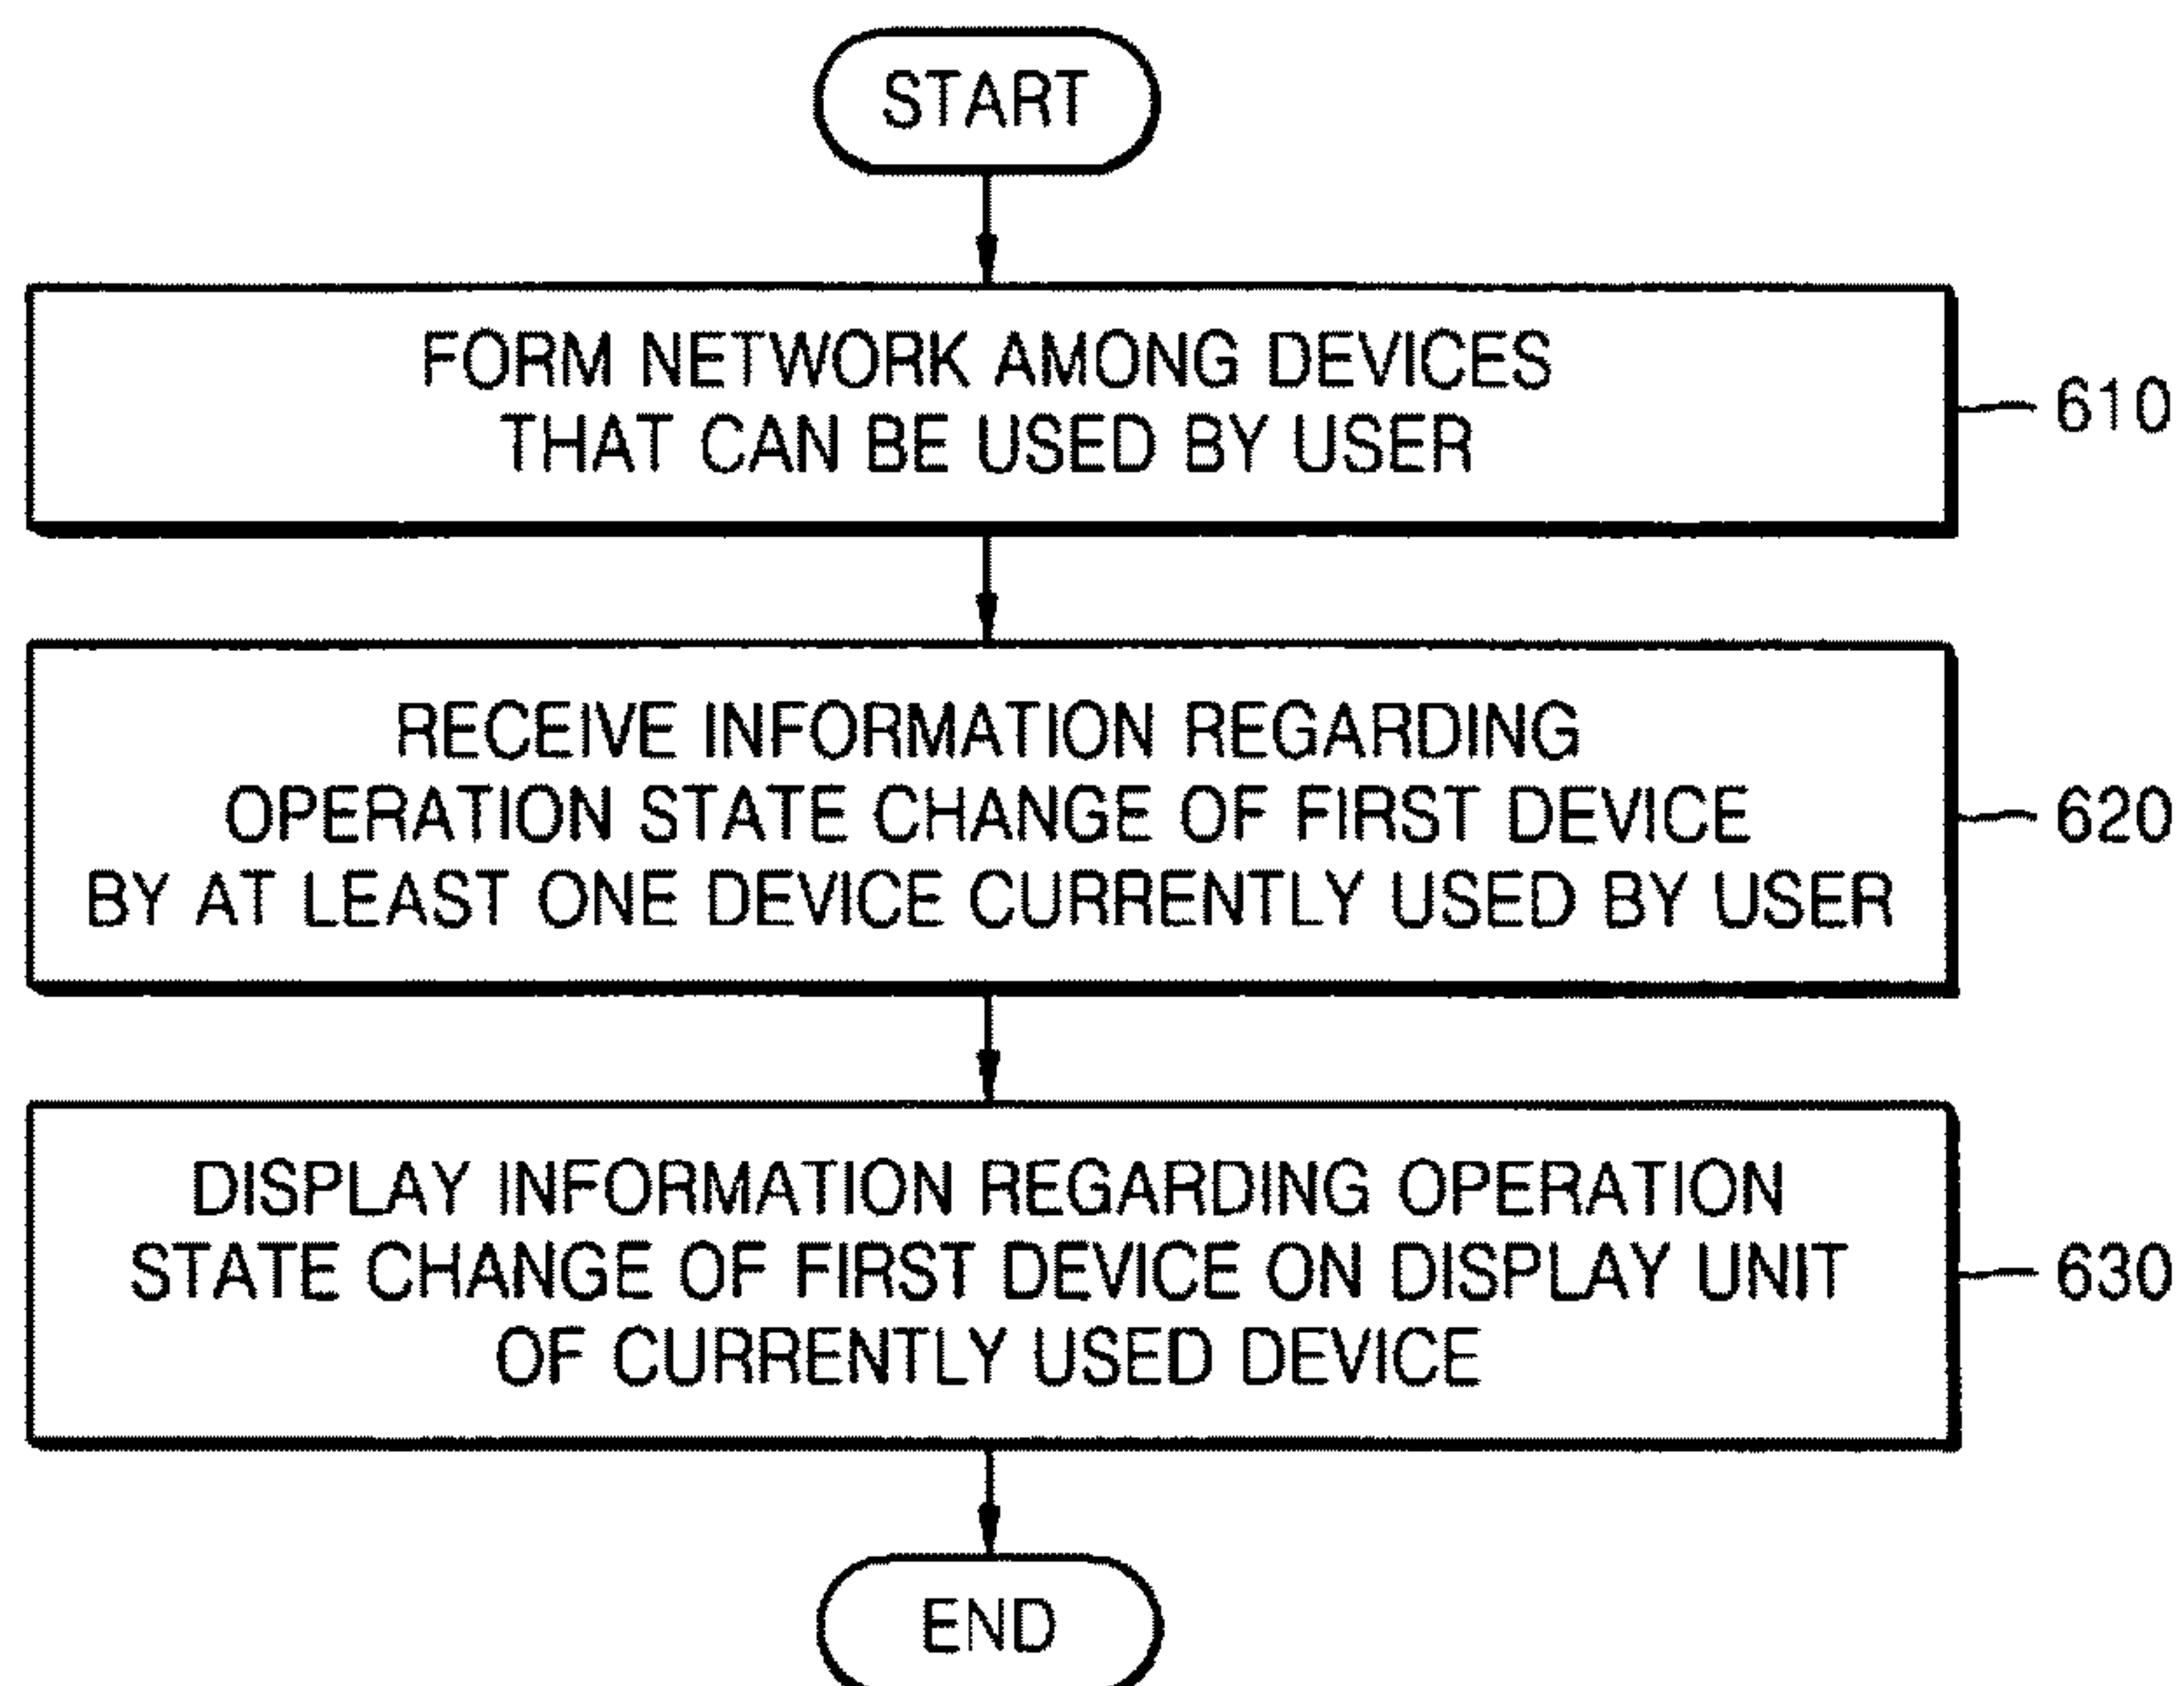 START
FORM NETWORK AMONG DEVICES
THAT CAN BE USED BY USER
610
RECEIVE INFORMATION REGARDING
OPERATION STATE CHANGE OF FIRST DEVICE
BY AT LEAST ONE DEVICE CURRENTLY USED BY USER
620
DISPLAY INFORMATION REGARDING OPERATION
STATE CHANGE OF FIRST DEVICE ON DISPLAY UNIT
OF CURRENTLY USED DEVICE
630
END